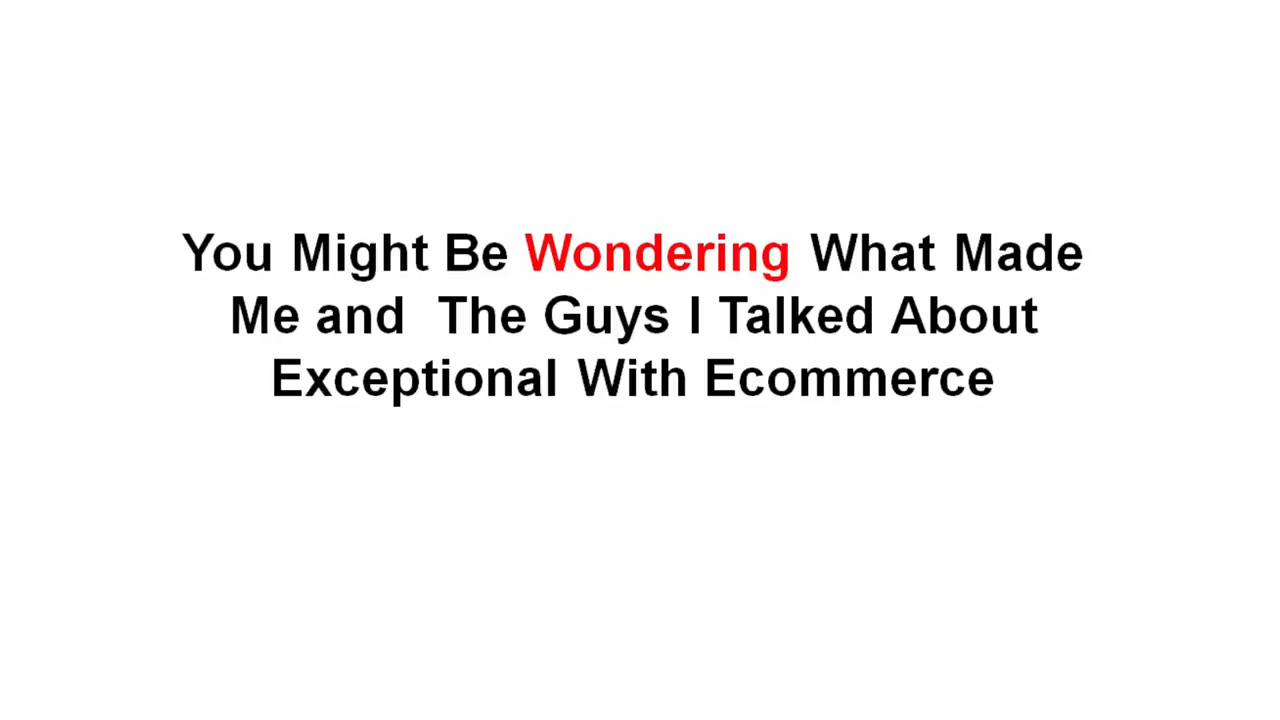 You Might Be Wondering What Made
Me and  The Guys I Talked About
Exceptional With Ecommerce